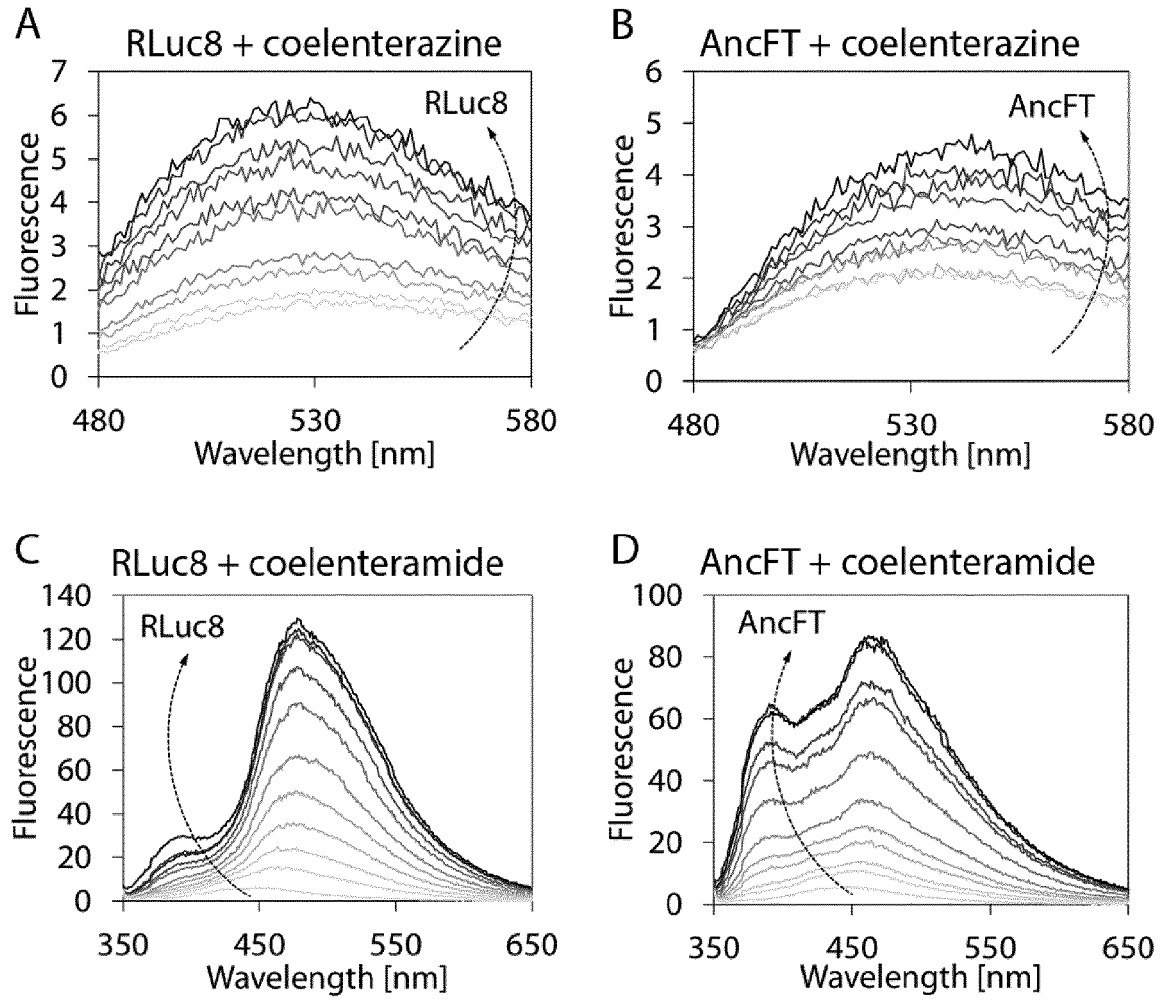 A
RLuc8 + coelenterazine
7
6
5
4
3
2
1
0
Fluorescence
RLuc8
480
530
580
Wavelength [nm]
B
AncFT + coelenterazine
6
5
4
3
2
1
0
Fluorescence
AncFT
480
530
580
Wavelength [nm]
C
RLuc8 + coelenteramide
140
120
100
80
60
40
20
0
Fluorescence
RLuc8
350
450
550
650
Wavelength [nm]
D
AncFT + coelenteramide
100
80
60
40
20
0
Fluorescence
AncFT
350
450
550
650
Wavelength [nm]